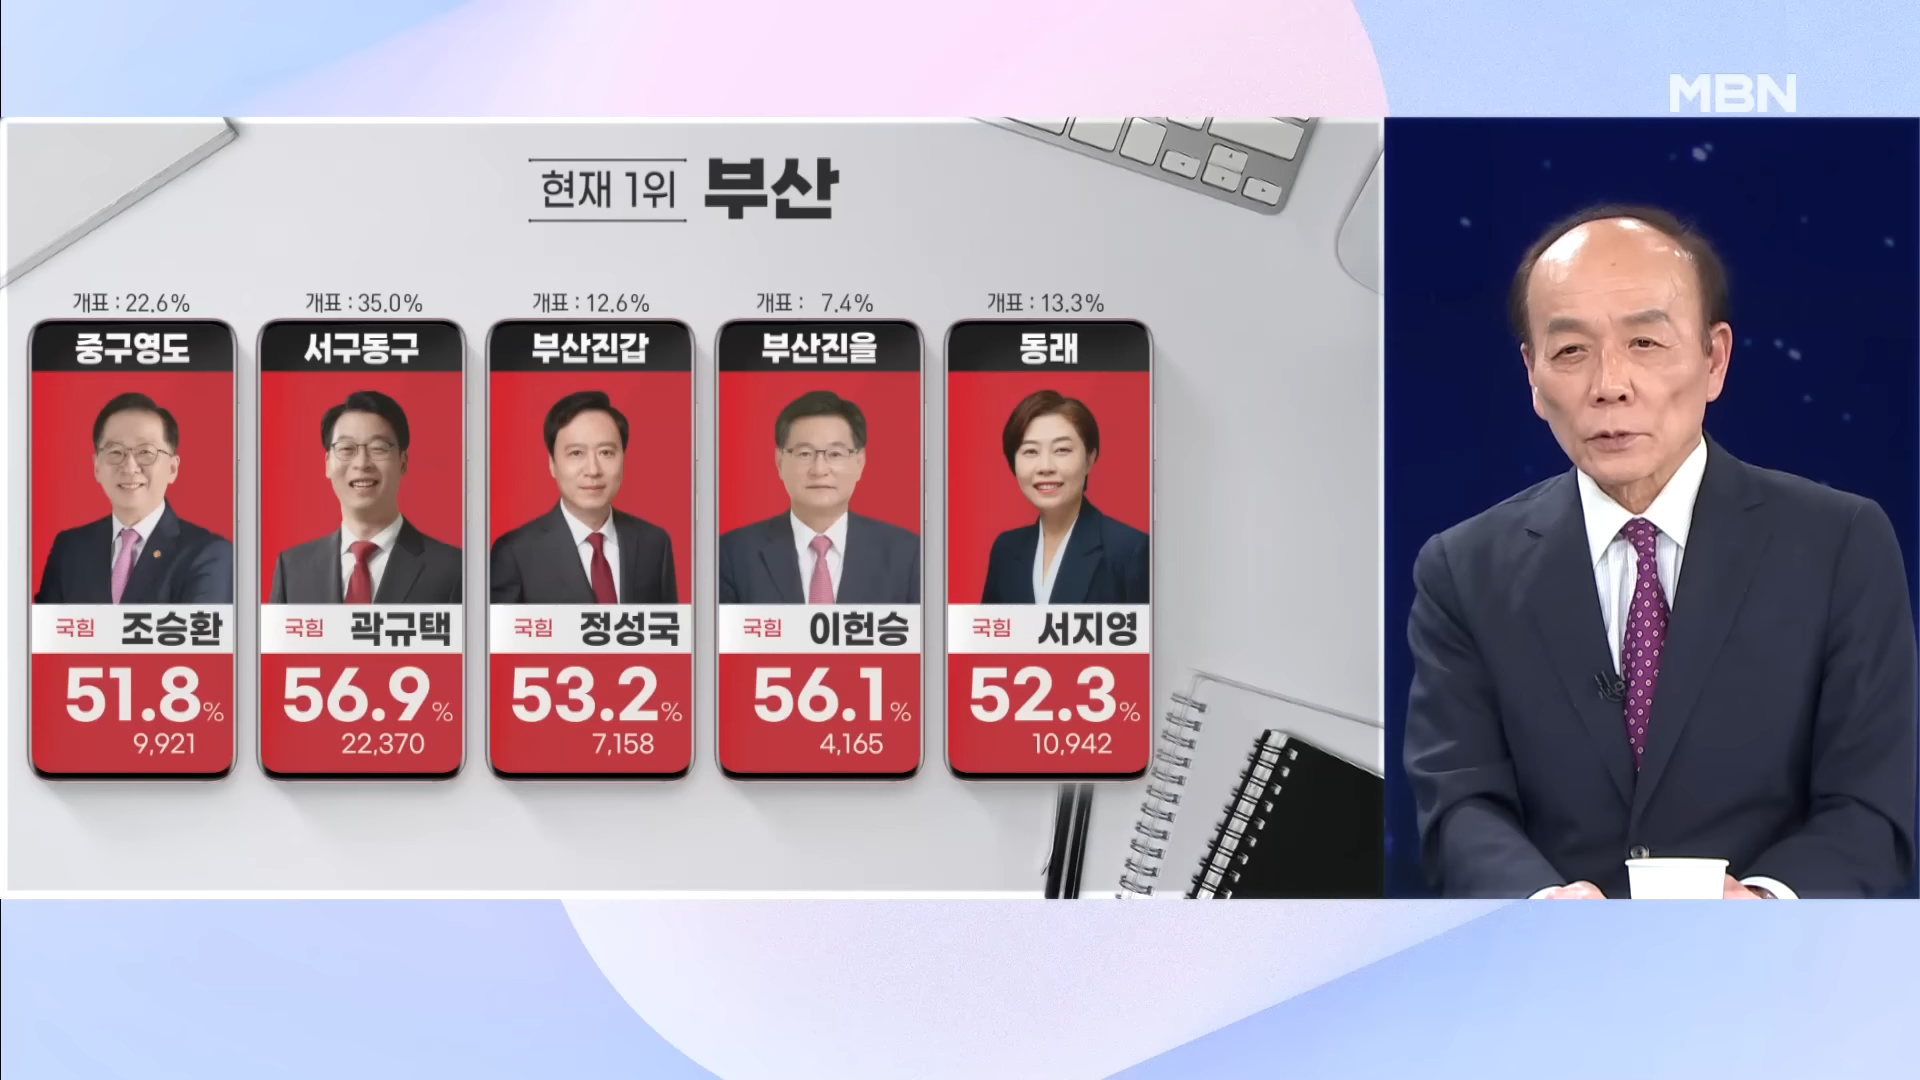 MBN
현재 1위 부산
개표 : 22.6%
중구영도
국힘 조승환
51.8%
9,921
개표 : 35.0%
서구동구
국힘 곽규택
56.9%
22,370
개표 : 12.6%
부산진갑
국힘 정성국
53.2%
7,158
개표 : 7.4%
부산진을
국힘 이헌승
56.1%
4,165
개표 : 13.3%
동래
국힘 서지영
52.3%
10,942